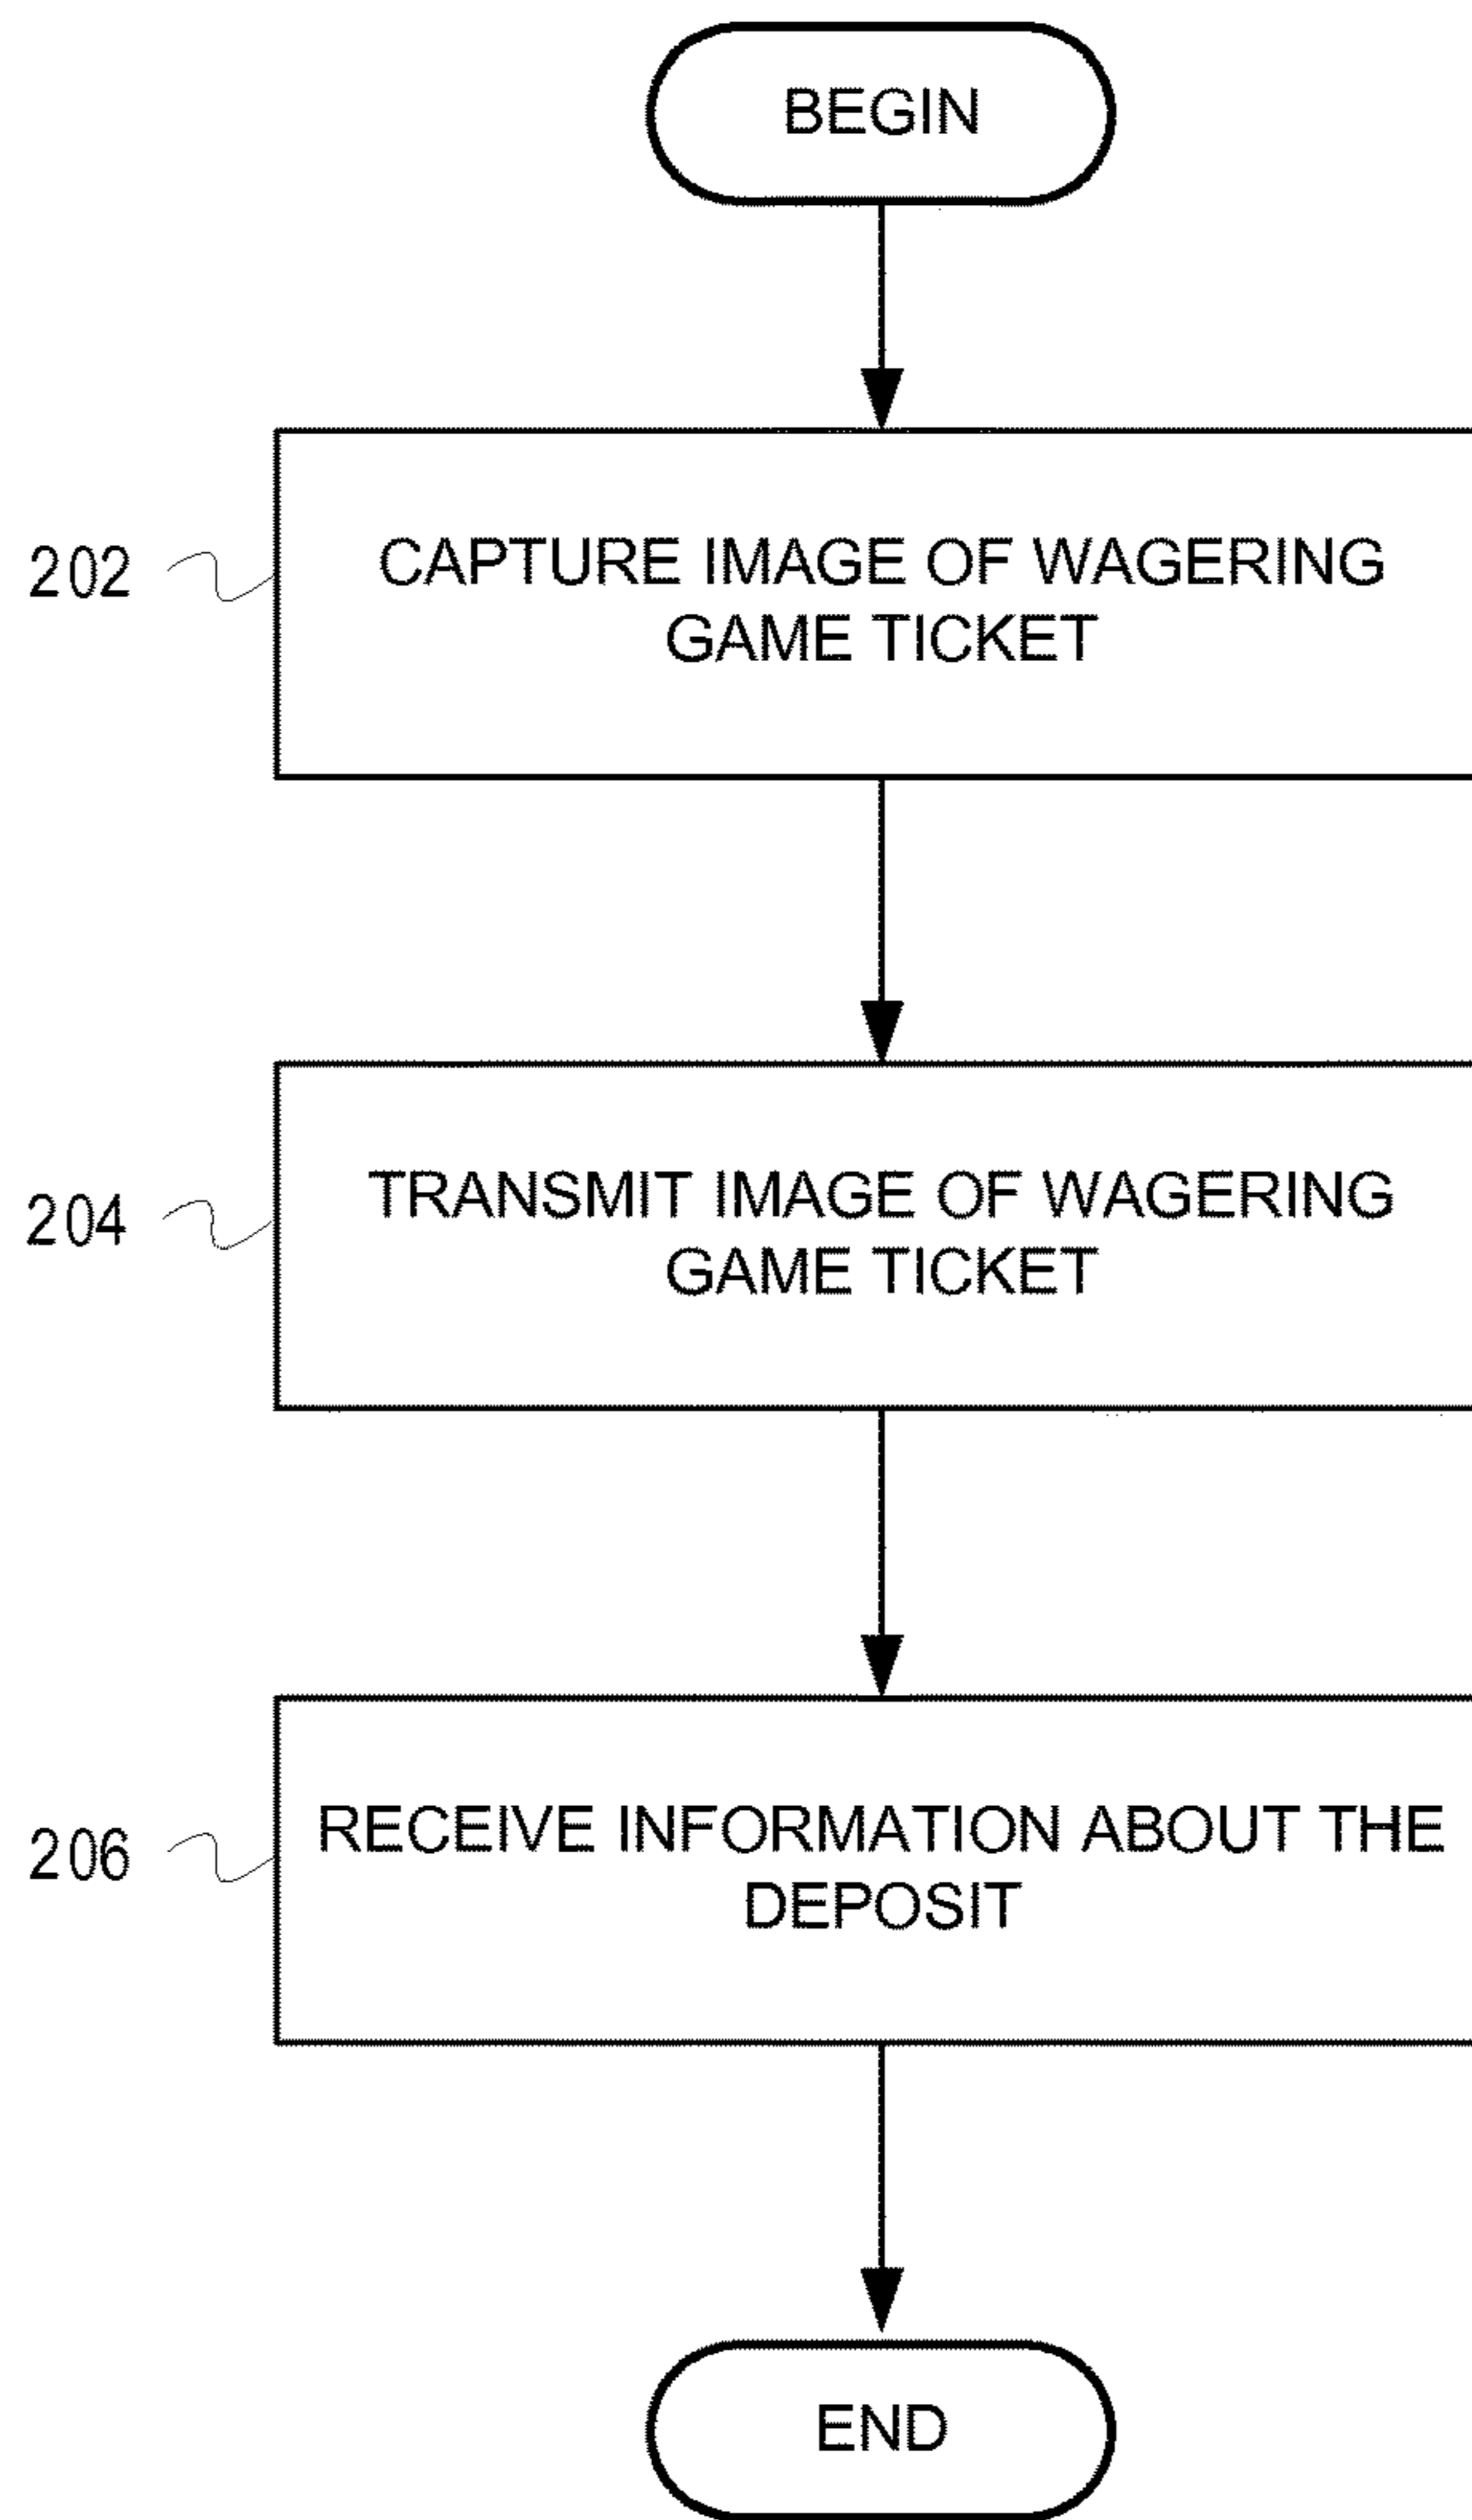 BEGIN
202
CAPTURE IMAGE OF WAGERING
GAME TICKET
204
TRANSMIT IMAGE OF WAGERING
GAME TICKET
206
RECEIVE INFORMATION ABOUT THE
DEPOSIT
END